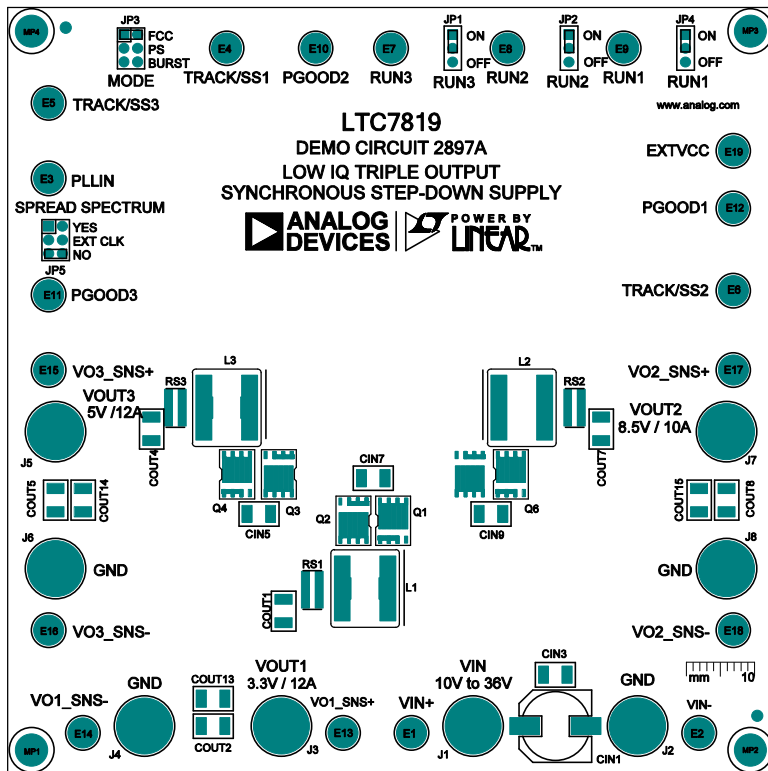 MP4
JP3
FCC
PS
BURST
MODE
E4
TRACK/SS1
E10
PGOOD2
E7
RUN3
JP1
ON
OFF
RUN3
E8
RUN2
JP2
ON
OFF
RUN2
E9
RUN1
JP4
ON
OFF
RUN1
MP3
www.analog.com
E5
TRACK/SS3
LTC7819
DEMO CIRCUIT 2897A
LOW IQ TRIPLE OUTPUT
SYNCHRONOUS STEP-DOWN SUPPLY
ANALOG
DEVICES
POWER BY
LINEAR™
EXTVCC
E19
E3
PLLIN
SPREAD SPECTRUM
YES
EXT CLK
NO
JP5
PGOOD1
E12
E11
PGOOD3
TRACK/SS2
E6
E15
VO3_SNS+
VOUT3
5V /12A
J5
COUT4
RS3
L3
L2
RS2
COUT7
VO2_SNS+
E17
VOUT2
8.5V / 10A
J7
COUT5
COUT14
Q4
Q3
CIN5
CIN7
Q2
Q1
Q6
CIN9
COUT15
COUT8
J6
GND
J8
GND
RS1
COUT1
L1
E16
VO3_SNS-
VO2_SNS-
E18
mm
10
VO1_SNS-
E14
GND
J4
COUT13
COUT2
VOUT1
3.3V / 12A
J3
VO1_SNS+
E13
VIN+
E1
VIN
10V to 36V
J1
CIN3
CIN1
GND
J2
VIN-
E2
MP1
MP2